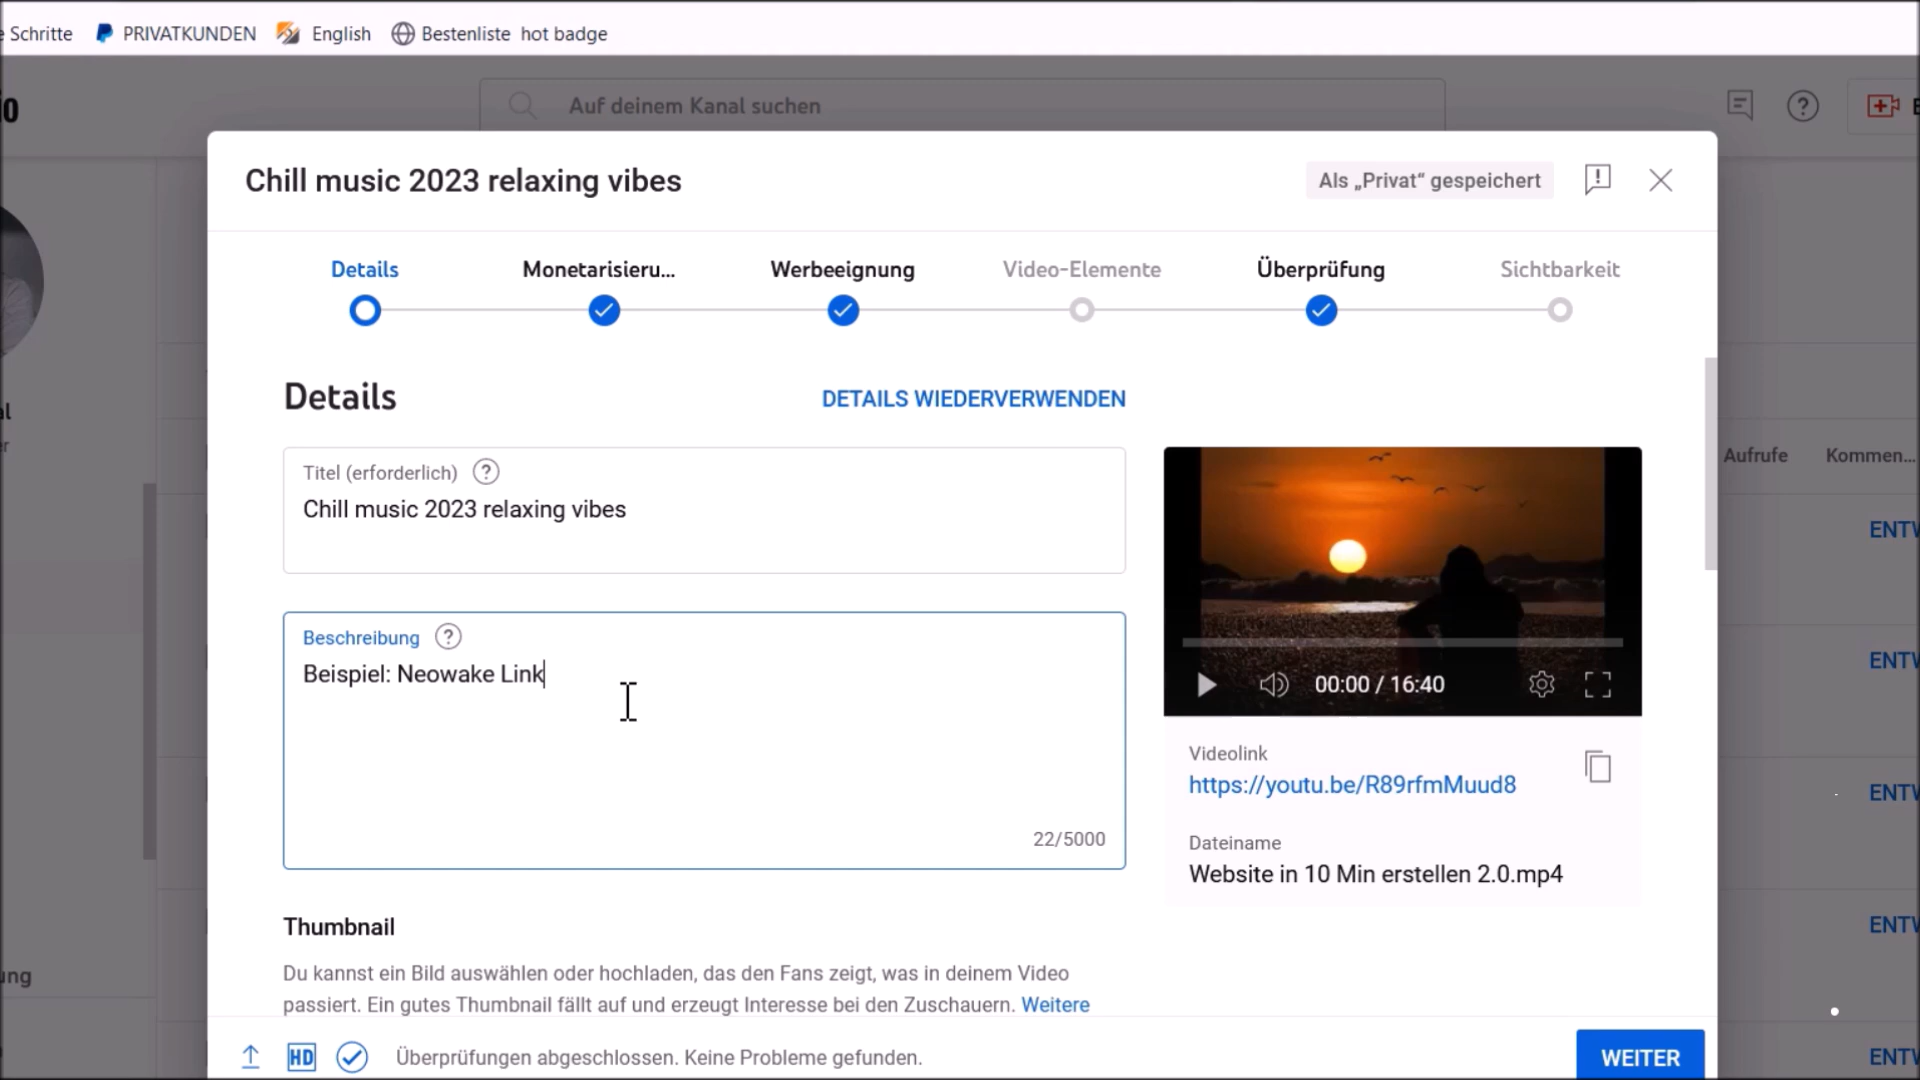 Schritte PRIVATKUNDEN English Bestenliste hot badge
Auf deinem Kanal suchen
Chill music 2023 relaxing vibes
Als „Privat“ gespeichert
Details Monetarisieru... Werbeeignung Video-Elemente Überprüfung Sichtbarkeit
Details
DETAILS WIEDERVERWENDEN
Titel (erforderlich)
Chill music 2023 relaxing vibes
Beschreibung
Beispiel: Neowake Link
22/5000
00:00 / 16:40
Videolink
https://youtu.be/R89rfmMuud8
Dateiname
Website in 10 Min erstellen 2.0.mp4
Thumbnail
Du kannst ein Bild auswählen oder hochladen, das den Fans zeigt, was in deinem Video
passiert. Ein gutes Thumbnail fällt auf und erzeugt Interesse bei den Zuschauern. Weitere
HD Überprüfungen abgeschlossen. Keine Probleme gefunden.
WEITER
Aufrufe Kommen...
ENTW
ENTW
ENTW
ENTW
ENTW